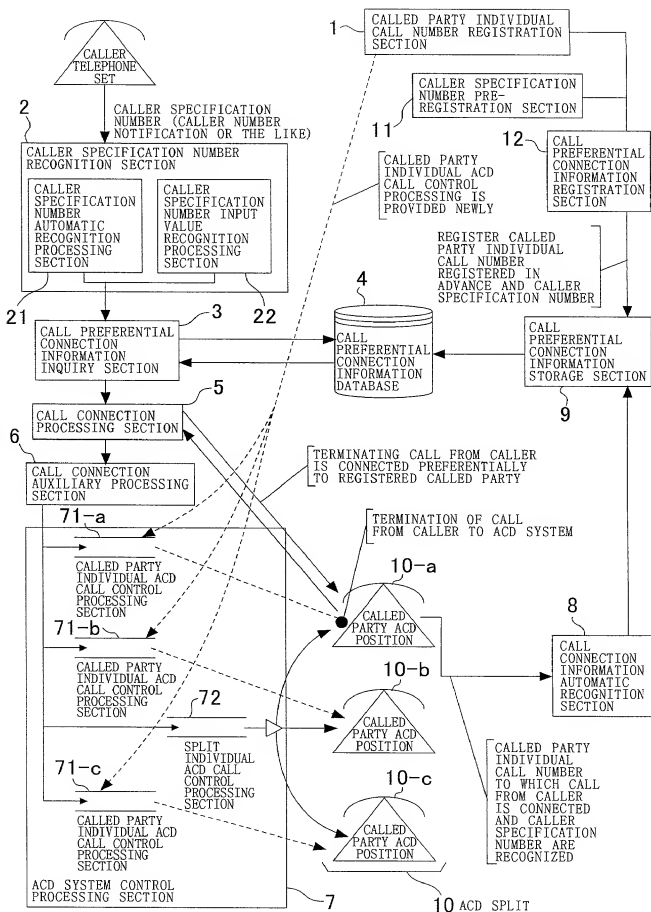 CALLER
TELEPHONE
SET
1
CALLED PARTY INDIVIDUAL
CALL NUMBER REGISTRATION
SECTION
CALLER SPECIFICATION
NUMBER PRE-
REGISTRATION SECTION
11
2
CALLER SPECIFICATION
NUMBER (CALLER NUMBER
NOTIFICATION OR THE LIKE)
12
CALL
PREFERENTIAL
CONNECTION
INFORMATION
REGISTRATION
SECTION
CALLER SPECIFICATION NUMBER
RECOGNITION SECTION
CALLER
SPECIFICATION
NUMBER
AUTOMATIC
RECOGNITION
PROCESSING
SECTION
21
CALLER
SPECIFICATION
NUMBER INPUT
VALUE
RECOGNITION
PROCESSING
SECTION
22
CALLED PARTY
INDIVIDUAL ACD
CALL CONTROL
PROCESSING IS
PROVIDED NEWLY
REGISTER CALLED
PARTY INDIVIDUAL
CALL NUMBER
REGISTERED IN
ADVANCE AND CALLER
SPECIFICATION NUMBER
3
CALL PREFERENTIAL
CONNECTION
INFORMATION
INQUIRY SECTION
4
CALL
PREFERENTIAL
CONNECTION
INFORMATION
DATABASE
CALL
PREFERENTIAL
CONNECTION
INFORMATION
STORAGE SECTION
9
5
CALL CONNECTION
PROCESSING SECTION
6
CALL CONNECTION
AUXILIARY PROCESSING
SECTION
TERMINATING CALL FROM CALLER
IS CONNECTED PREFERENTIALLY
TO REGISTERED CALLED PARTY
TERMINATION OF CALL
FROM CALLER TO ACD SYSTEM
71-a
CALLED PARTY
INDIVIDUAL ACD
CALL CONTROL
PROCESSING
SECTION
10-a
CALLED
PARTY ACD
POSITION
8
CALL
CONNECTION
INFORMATION
AUTOMATIC
RECOGNITION
SECTION
71-b
CALLED PARTY
INDIVIDUAL ACD
CALL CONTROL
PROCESSING
SECTION
10-b
CALLED
PARTY ACD
POSITION
72
SPLIT
INDIVIDUAL
ACD CALL
CONTROL
PROCESSING
SECTION
71-c
CALLED PARTY
INDIVIDUAL ACD
CALL CONTROL
PROCESSING
SECTION
10-c
CALLED
PARTY ACD
POSITION
CALLED PARTY
INDIVIDUAL
CALL NUMBER
TO WHICH CALL
FROM CALLER
IS CONNECTED
AND CALLER
SPECIFICATION
NUMBER ARE
RECOGNIZED
ACD SYSTEM CONTROL
PROCESSING SECTION
7
10 ACD SPLIT